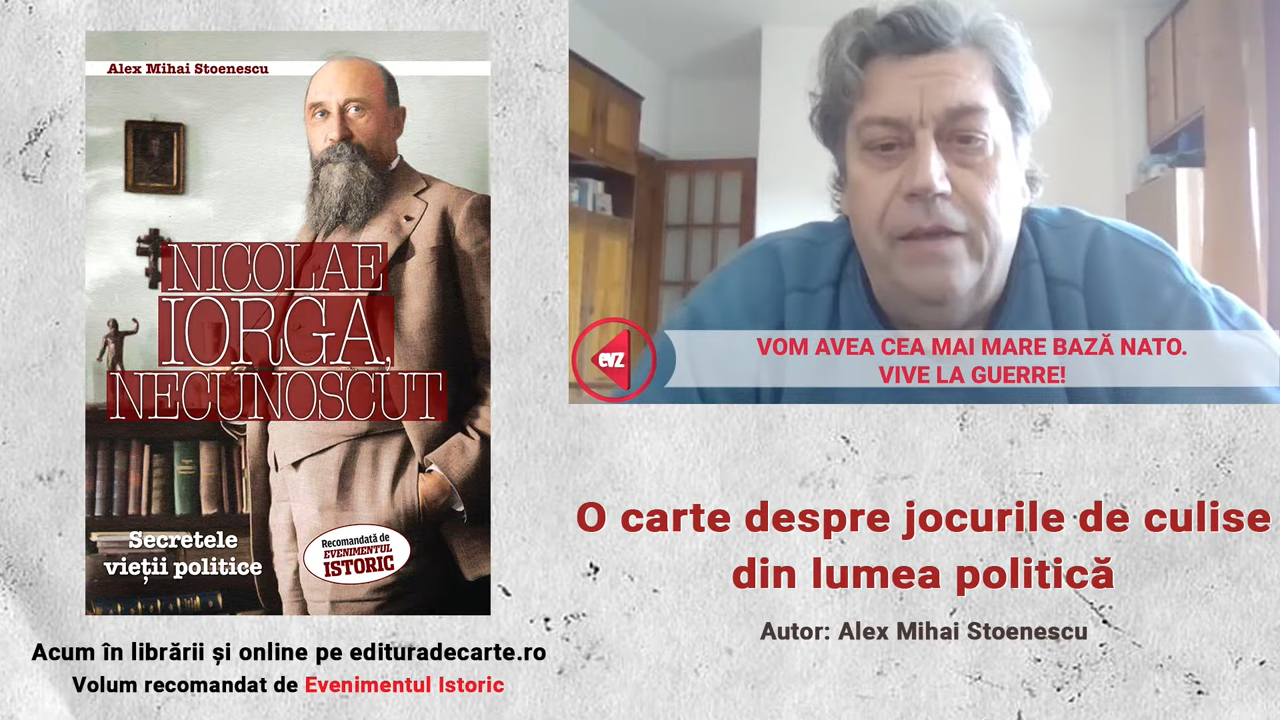 Alex Mihai Stoenescu
NICOLAE
IORGA,
NECUNOSCUT
Secretele
vieții politice
Recomandată de
EVENIMENTUL
ISTORIC
Acum în librării și online pe edituradecarte.ro
Volum recomandat de Evenimentul Istoric
evz
VOM AVEA CEA MAI MARE BAZĂ NATO.
VIVE LA GUERRE!
O carte despre jocurile de culise
din lumea politică
Autor: Alex Mihai Stoenescu